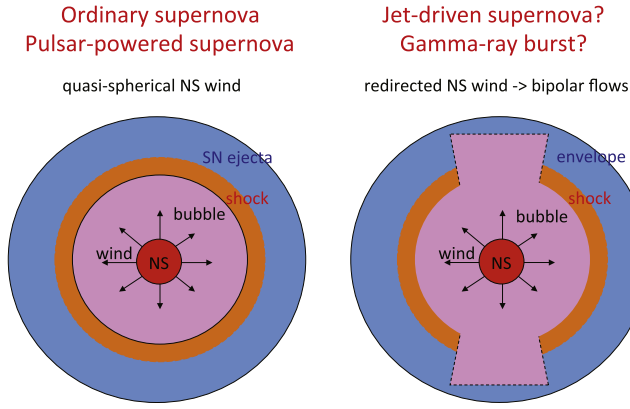 Ordinary supernova
Pulsar-powered supernova
quasi-spherical NS wind
SN ejecta
shock
bubble
wind
NS
Jet-driven supernova?
Gamma-ray burst?
redirected NS wind -> bipolar flows
envelope
shock
bubble
wind
NS